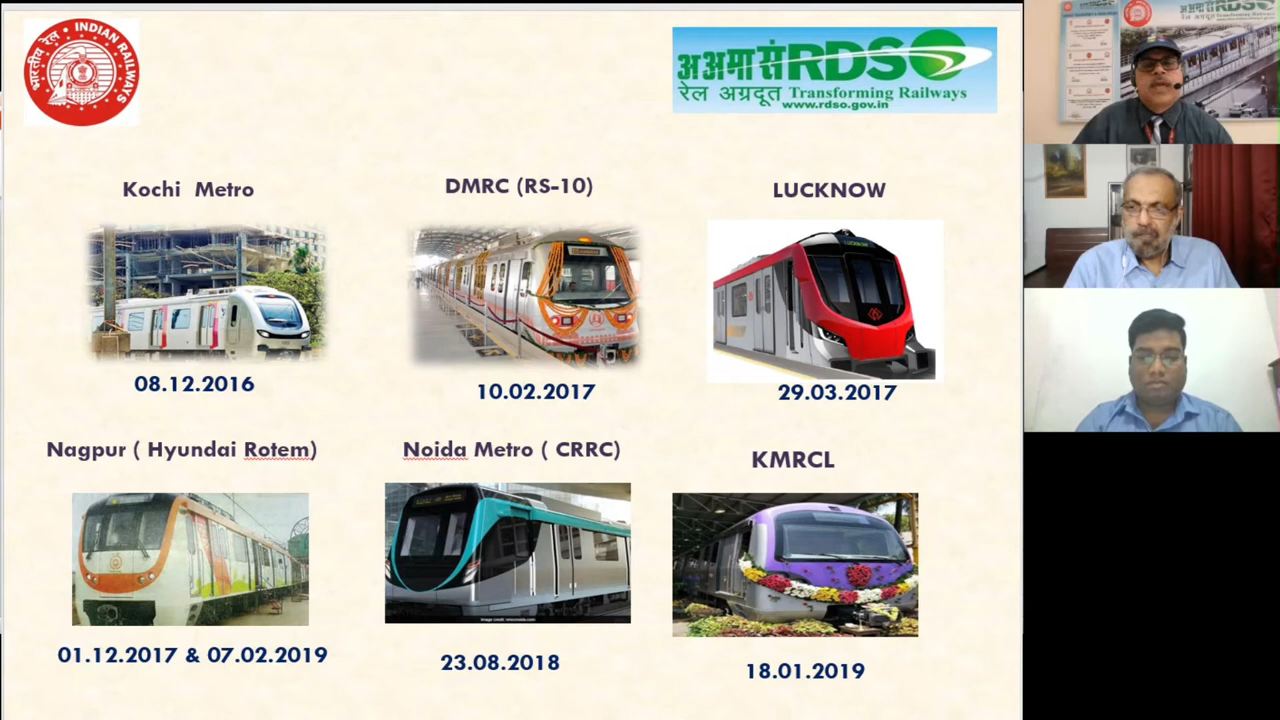 भारतीय रेल
INDIAN RAILWAYS
अ अ मा सं RDSO
रेल अग्रदूत Transforming Railways
www.rdso.gov.in
Kochi Metro
DMRC (RS-10)
LUCKNOW
LUCKNOW
08.12.2016
10.02.2017
29.03.2017
Nagpur ( Hyundai Rotem)
Noida Metro ( CRRC)
KMRCL
01.12.2017 & 07.02.2019
23.08.2018
18.01.2019